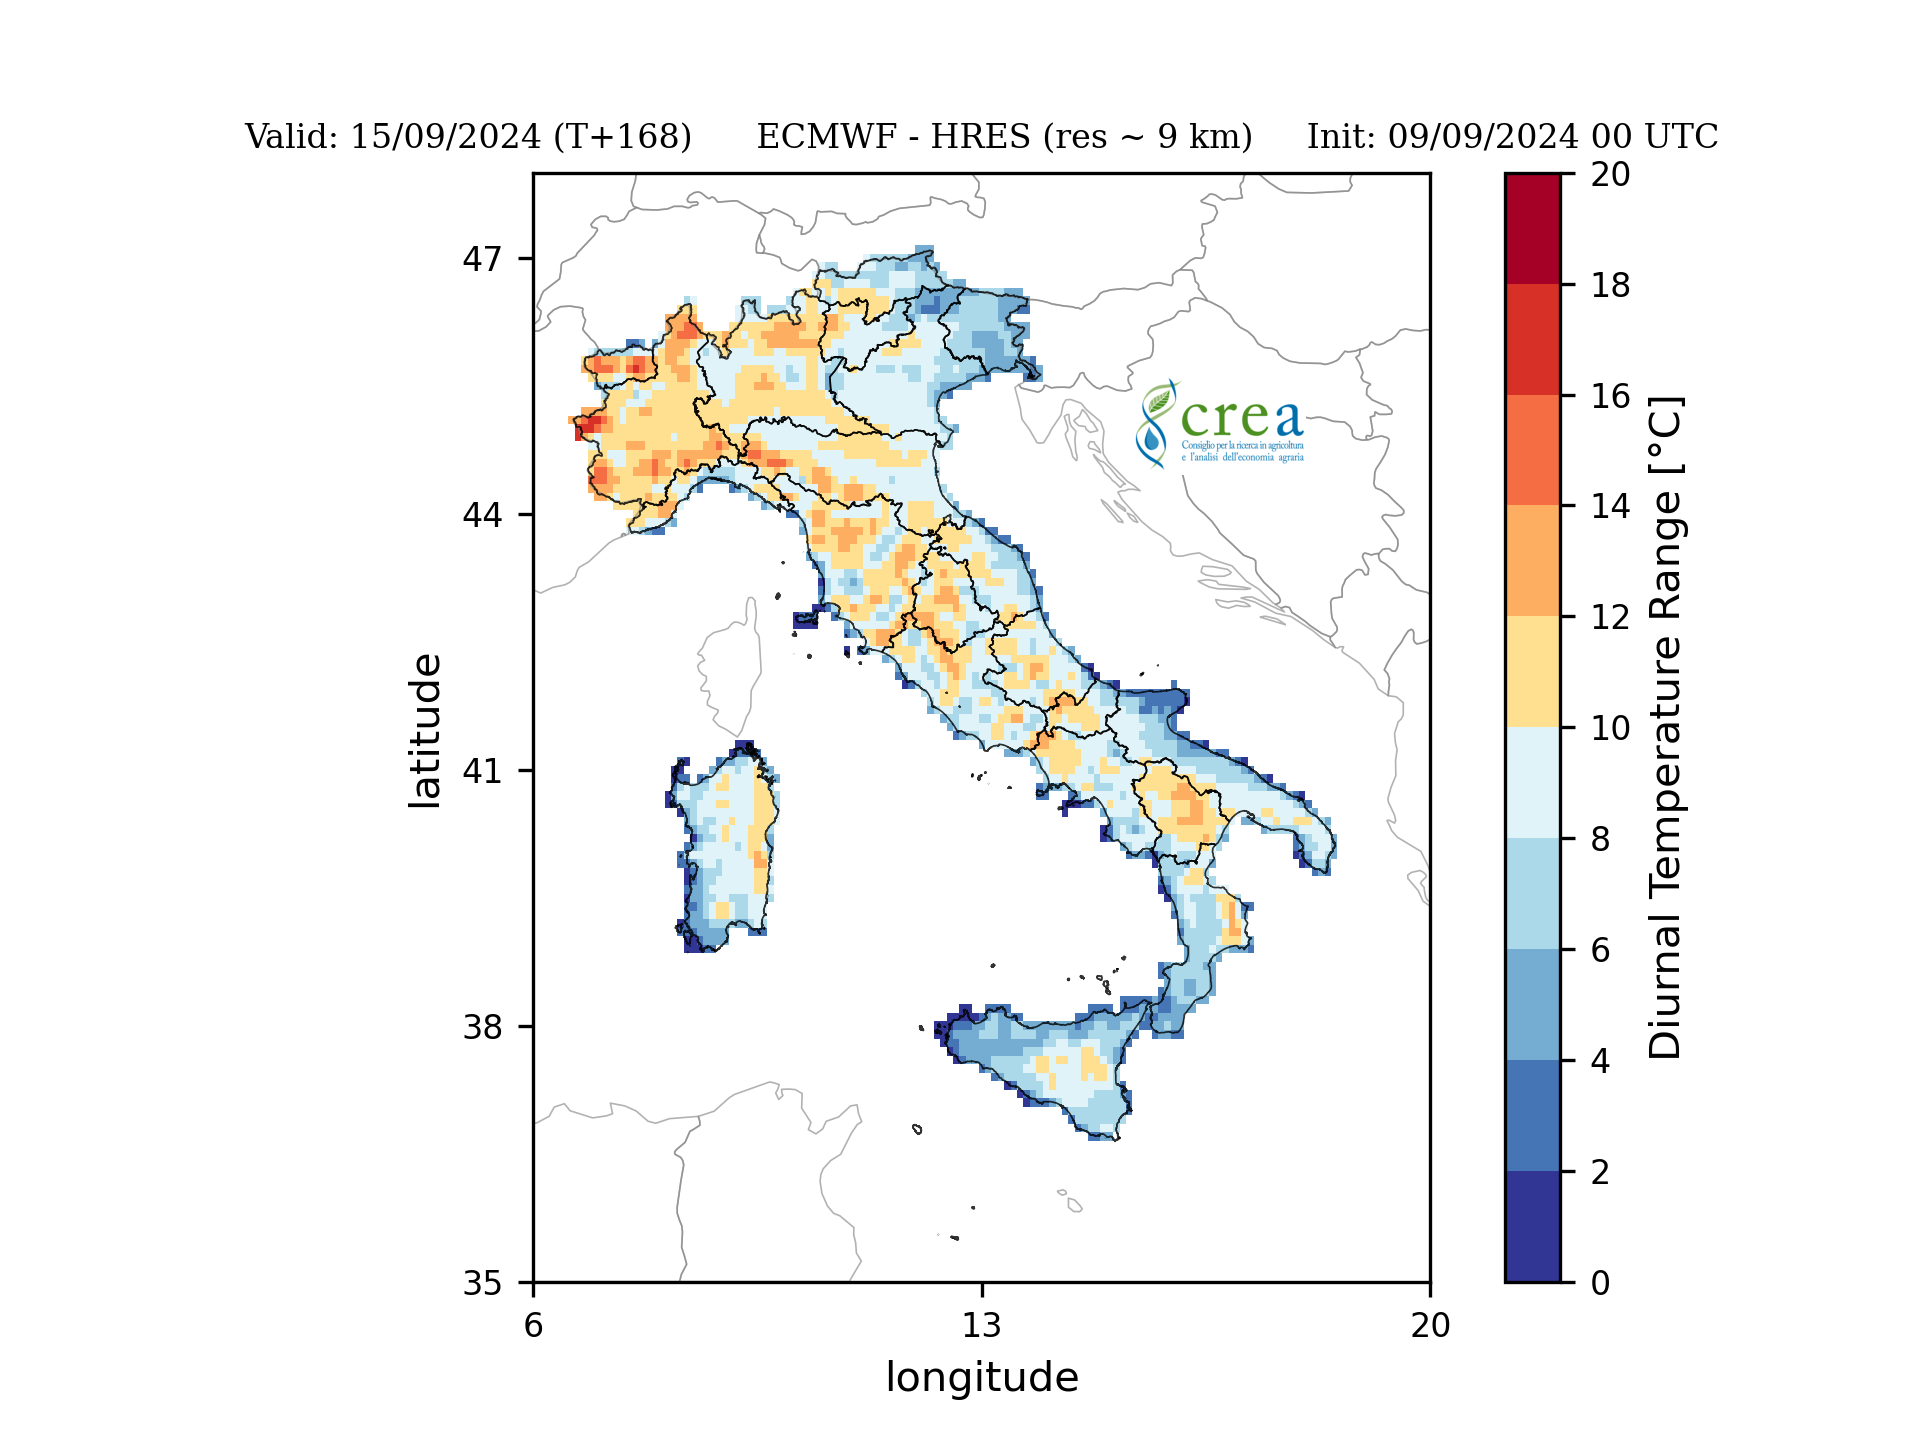 Valid: 15/09/2024 (T+168) ECMWF - HRES (res ~ 9 km) Init: 09/09/2024 00 UTC
47
44
41
38
35
6 13 20
latitude
longitude
crea
Consiglio per la ricerca in agricoltura
e l'analisi dell'economia agraria
20
18
16
14
12
10
8
6
4
2
0
Diurnal Temperature Range [°C]